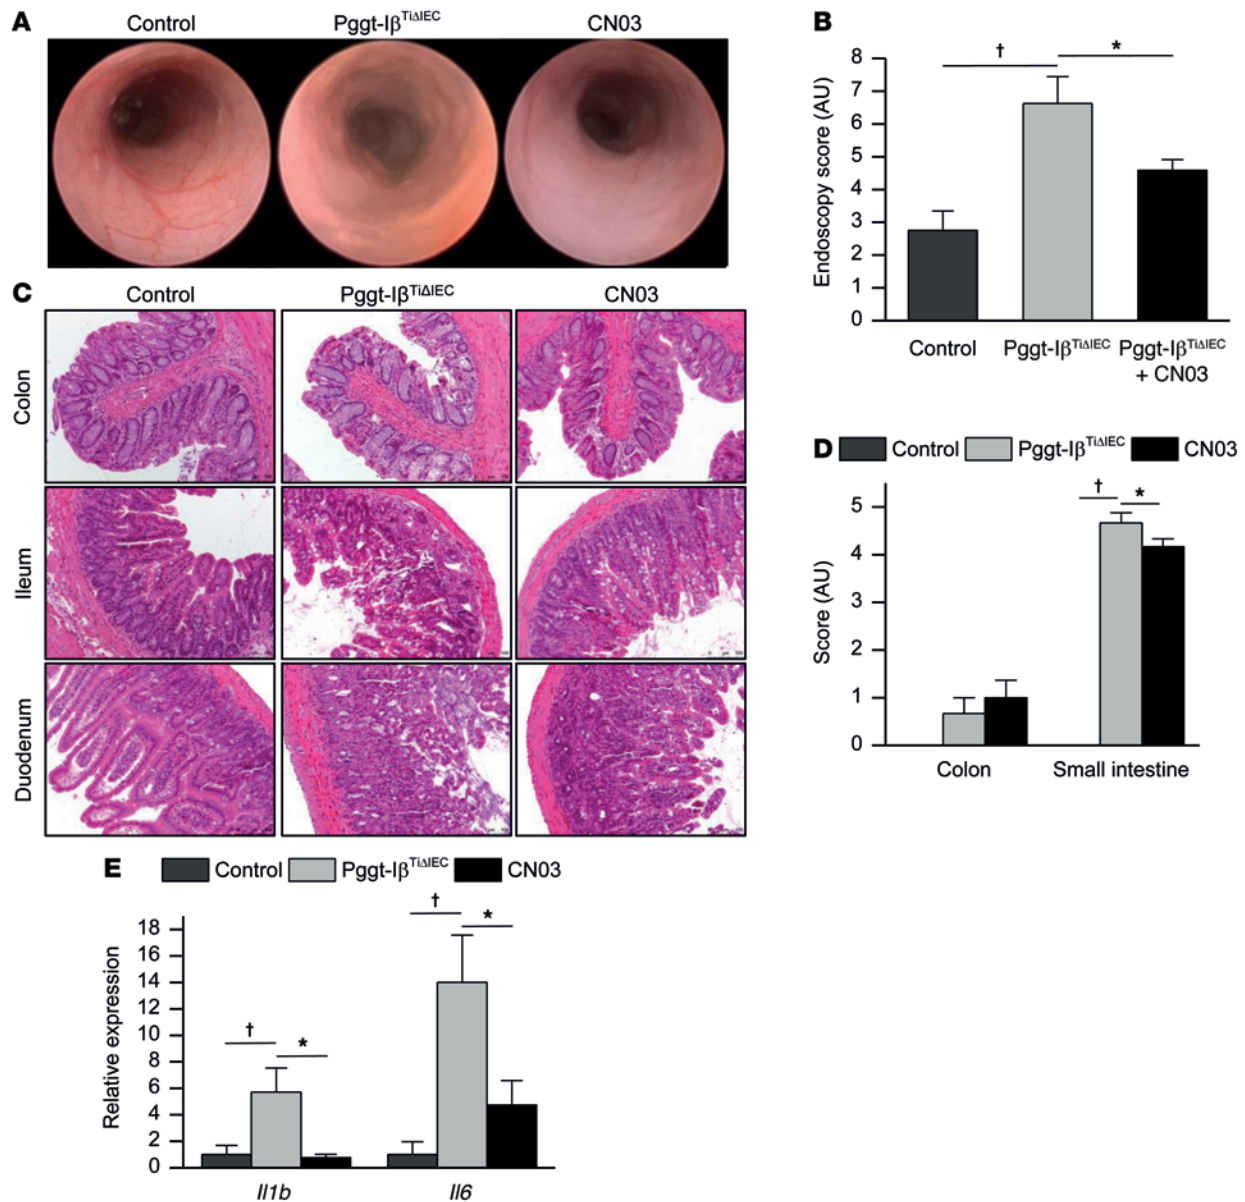 A
Control
Pggt-Iβ^TiΔIEC
CN03
B
†
*
8
7
6
5
4
3
2
1
0
Endoscopy score (AU)
Control
Pggt-Iβ^TiΔIEC
Pggt-Iβ^TiΔIEC
+ CN03
C
Control
Pggt-Iβ^TiΔIEC
CN03
Colon
Ileum
Duodenum
D
Control
Pggt-Iβ^TiΔIEC
CN03
†
*
5
4
3
2
1
0
Score (AU)
Colon
Small intestine
E
Control
Pggt-Iβ^TiΔIEC
CN03
†
*
†
*
18
16
14
12
10
8
6
4
2
0
Relative expression
Il1b
Il6